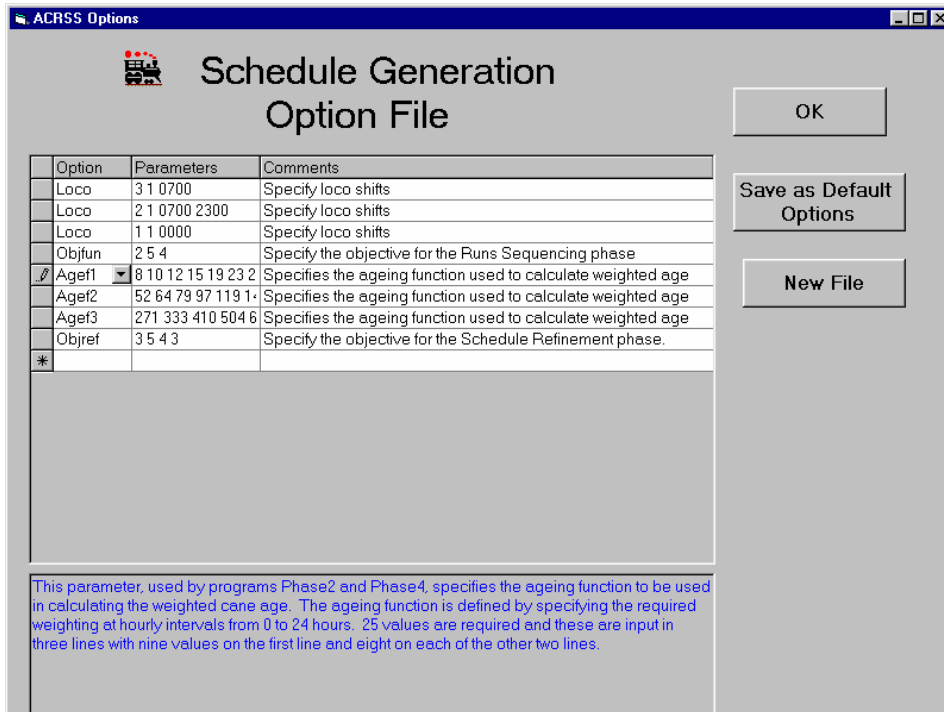 ACRSS Options
Schedule Generation
Option File
OK
Save as Default
Options
New File
Option Parameters Comments
Loco 3 1 0700 Specify loco shifts
Loco 2 1 0700 2300 Specify loco shifts
Loco 1 1 0000 Specify loco shifts
Objfun 2 5 4 Specify the objective for the Runs Sequencing phase
Agef1 8 10 12 15 19 23 2 Specifies the ageing function used to calculate weighted age
Agef2 52 64 79 97 119 1 Specifies the ageing function used to calculate weighted age
Agef3 271 333 410 504 6 Specifies the ageing function used to calculate weighted age
Objref 3 5 4 3 Specify the objective for the Schedule Refinement phase.
This parameter, used by programs Phase2 and Phase4, specifies the ageing function to be used
in calculating the weighted cane age. The ageing function is defined by specifying the required
weighting at hourly intervals from 0 to 24 hours. 25 values are required and these are input in
three lines with nine values on the first line and eight on each of the other two lines.